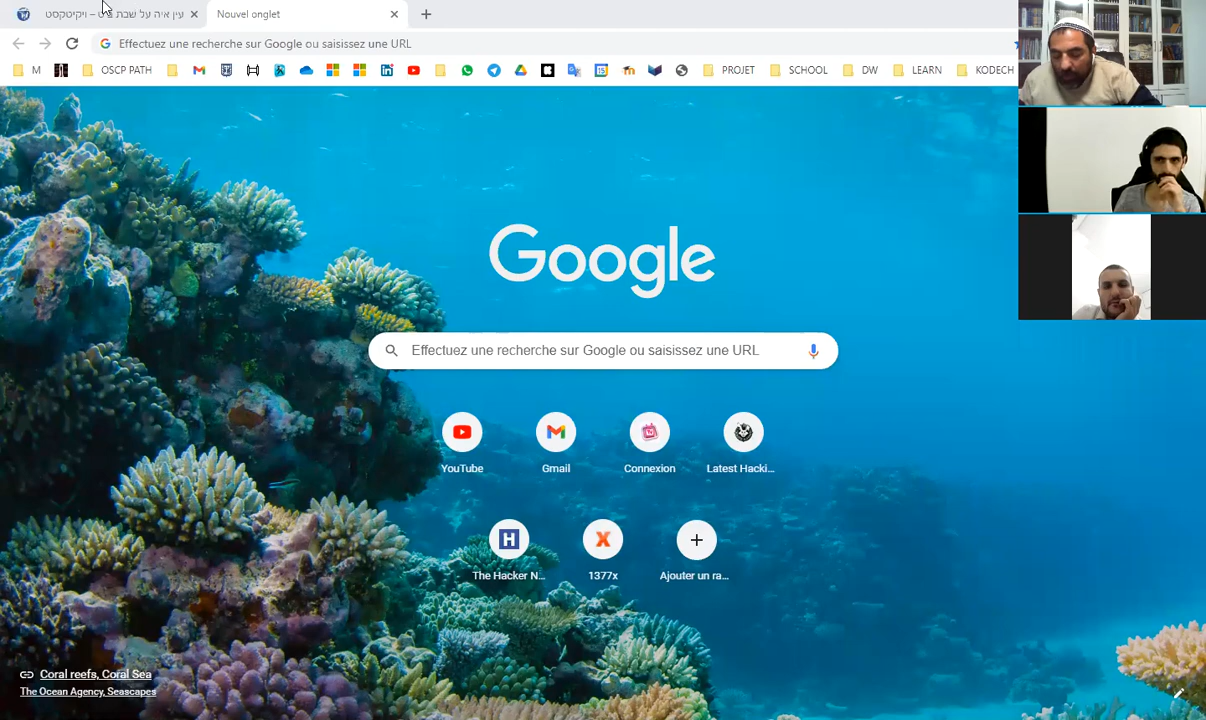 עין איה על שבת – ויקיטקסט
Nouvel onglet
Effectuez une recherche sur Google ou saisissez une URL
M
OSCP PATH
PROJET
SCHOOL
DW
LEARN
KODECH
Google
Effectuez une recherche sur Google ou saisissez une URL
YouTube
Gmail
Connexion
Latest Hacki...
The Hacker N...
1377x
Ajouter un ra...
Coral reefs, Coral Sea
The Ocean Agency, Seascapes